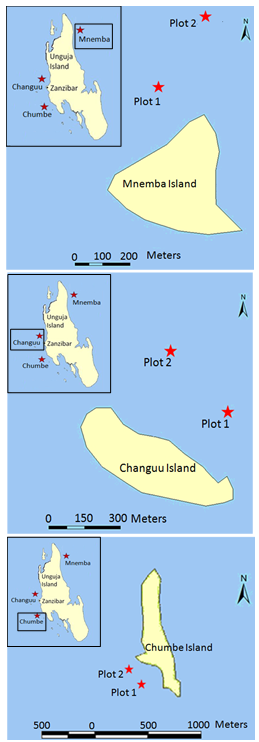 Mnemba
Unguja
Island
Changuu
Zanzibar
Chumbe
N
Plot 2
Plot 1
Mnemba Island
0 100 200 Meters
Mnemba
Unguja
Island
Changuu
Zanzibar
Chumbe
N
Plot 2
Plot 1
Changuu Island
0 150 300 Meters
Mnemba
Unguja
Island
Changuu
Zanzibar
Chumbe
N
Chumbe Island
Plot 2
Plot 1
500 0 500 1000 Meters